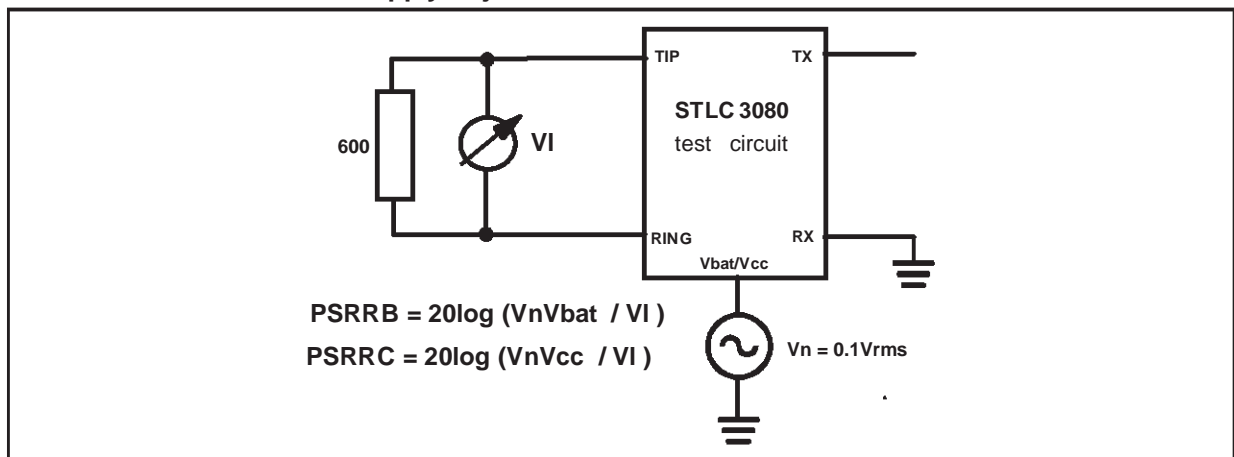 TIP
TX
STLC 3080
test circuit
600
VI
RING
RX
Vbat/Vcc
PSRRB = 20log (VnVbat / VI )
PSRRC = 20log (VnVcc / VI )
Vn = 0.1Vrms